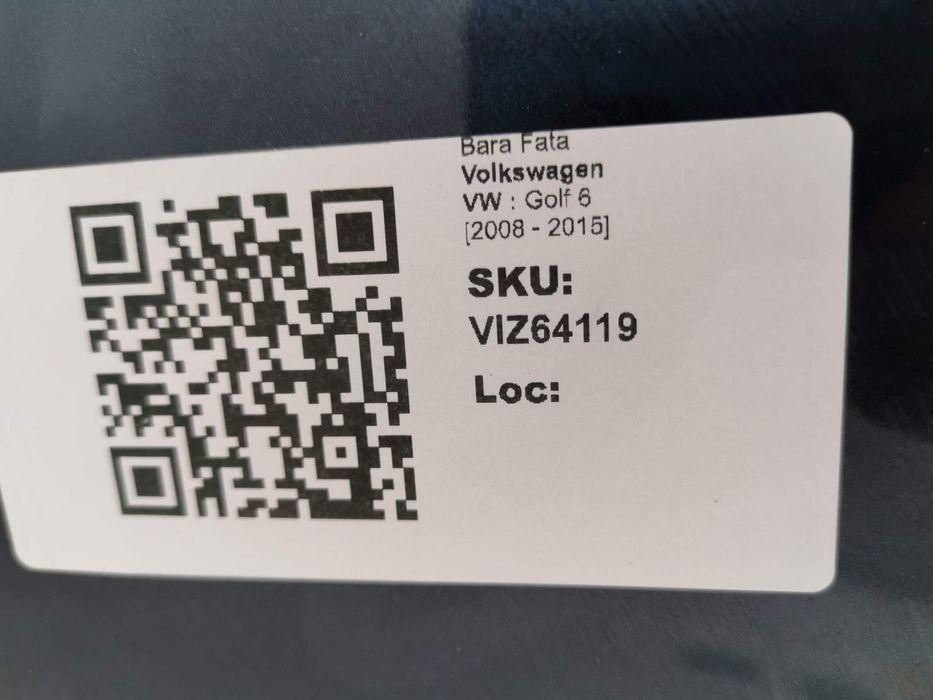 Bara Fata
Volkswagen
VW : Golf 6
[2008 - 2015]
SKU:
VIZ64119
Loc: